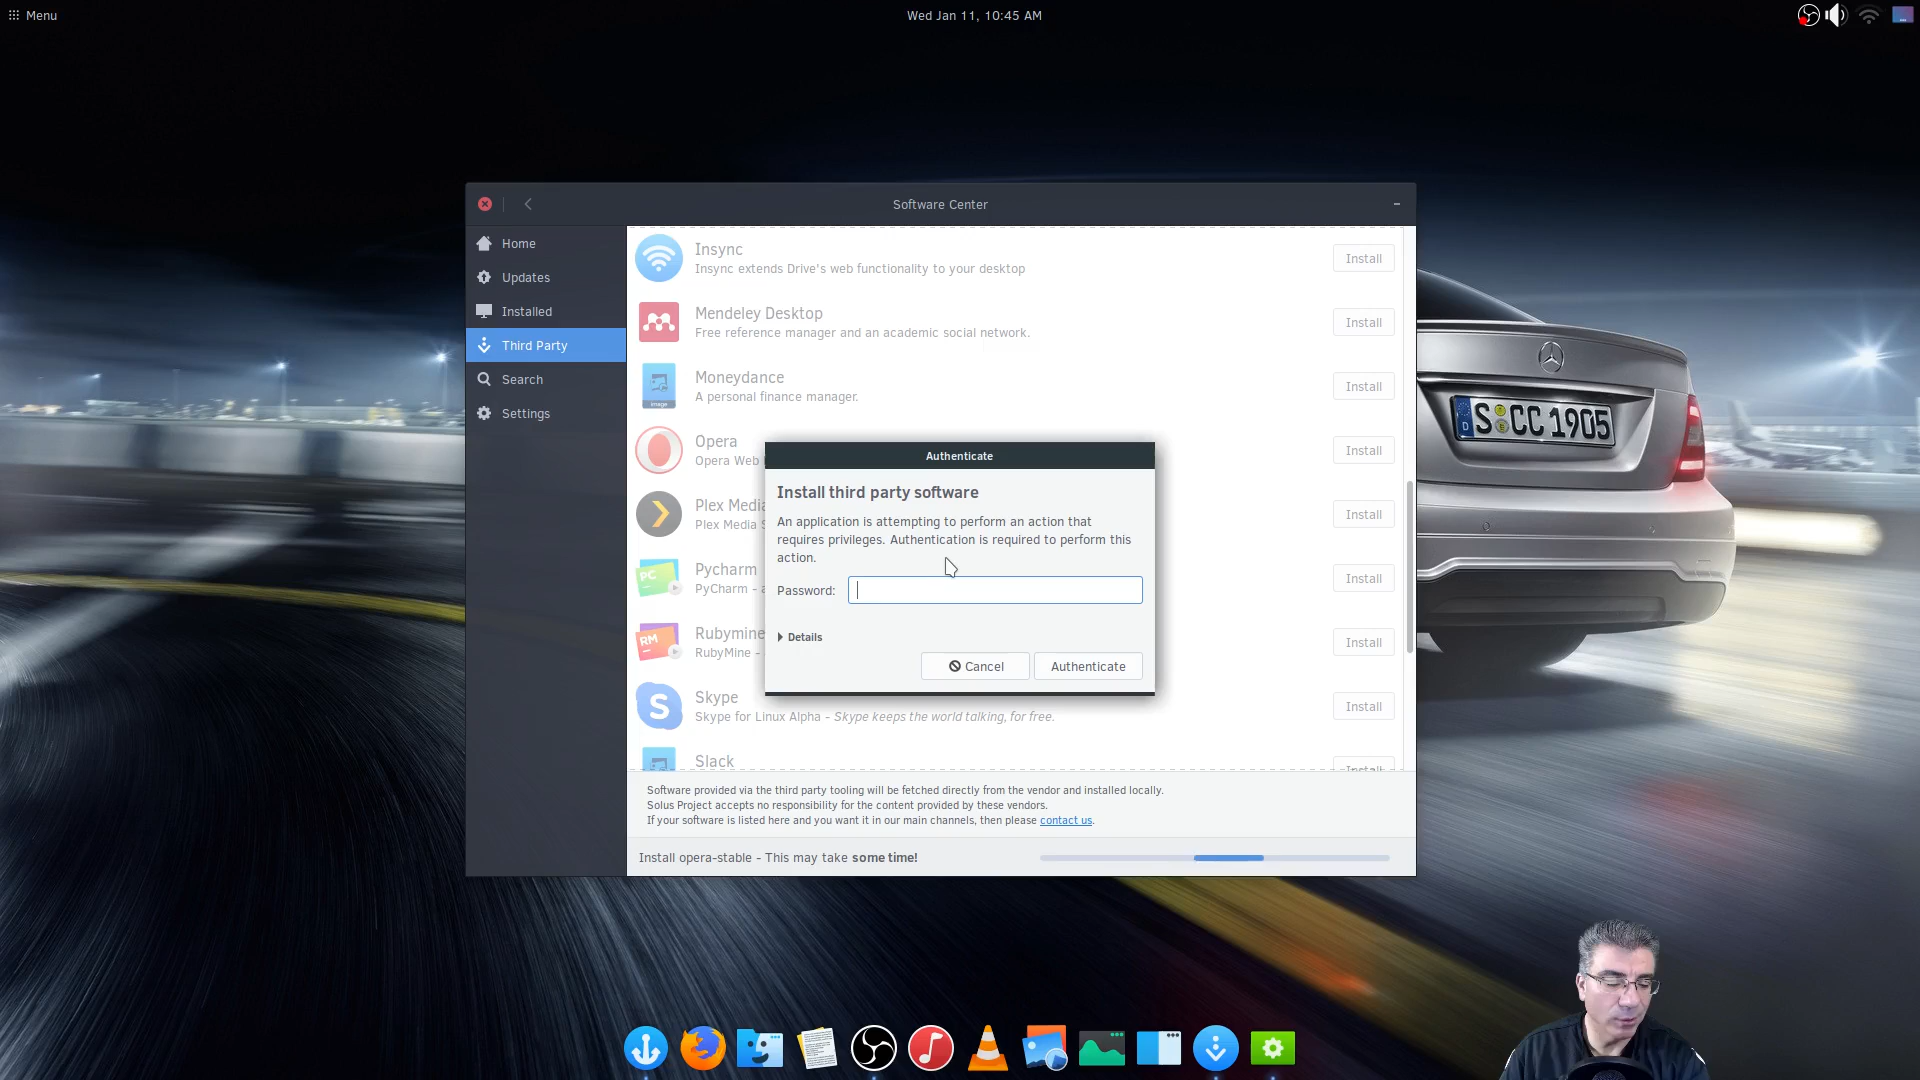 Menu
Wed Jan 11, 10:45 AM
Software Center
Home
Updates
Installed
Third Party
Search
Settings
Insync
Insync extends Drive's web functionality to your desktop
Install
Mendeley Desktop
Free reference manager and an academic social network.
Install
Moneydance
A personal finance manager.
Install
image
Opera
Opera Web
Install
Plex Media
Plex Media S
Install
Pycharm
PyCharm - a
Install
PC
Rubymine
RubyMine -
Install
RM
Skype
Skype for Linux Alpha - Skype keeps the world talking, for free.
Install
S
Slack
Install
Authenticate
Install third party software
An application is attempting to perform an action that
requires privileges. Authentication is required to perform this
action.
Password:
Details
Cancel
Authenticate
Software provided via the third party tooling will be fetched directly from the vendor and installed locally.
Solus Project accepts no responsibility for the content provided by these vendors.
If your software is listed here and you want it in our main channels, then please contact us.
Install opera-stable - This may take some time!
D
S CC 1905